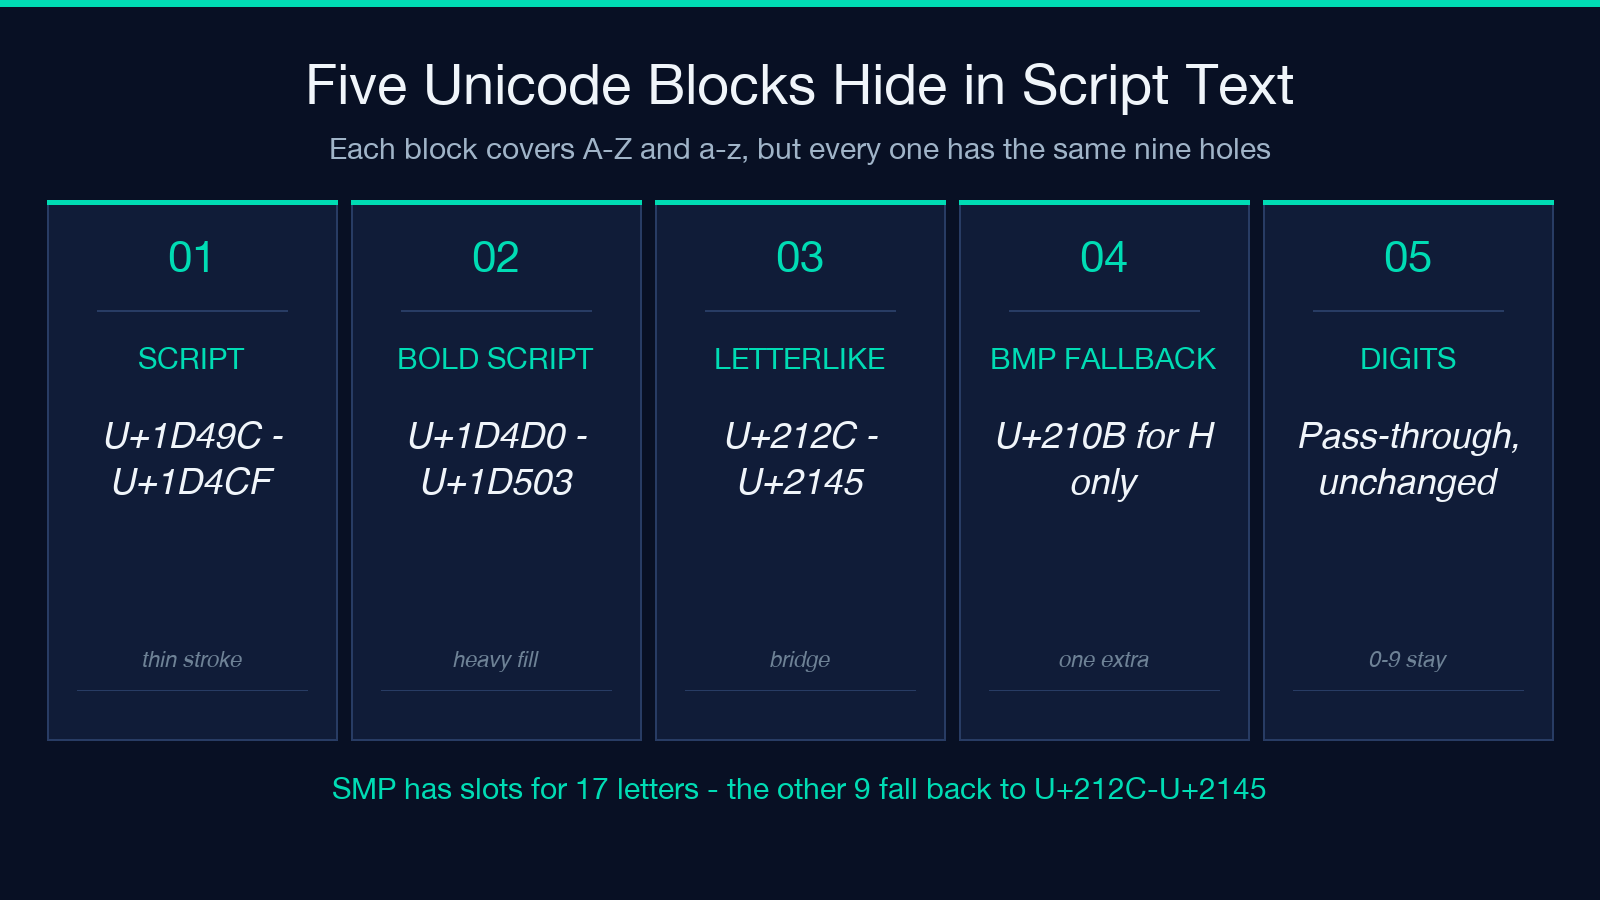 Five Unicode Blocks Hide in Script Text
Each block covers A-Z and a-z, but every one has the same nine holes
01
SCRIPT
U+1D49C -
U+1D4CF
thin stroke
02
BOLD SCRIPT
U+1D4D0 -
U+1D503
heavy fill
03
LETTERLIKE
U+212C -
U+2145
bridge
04
BMP FALLBACK
U+210B for H
only
one extra
05
DIGITS
Pass-through,
unchanged
0-9 stay
SMP has slots for 17 letters - the other 9 fall back to U+212C-U+2145